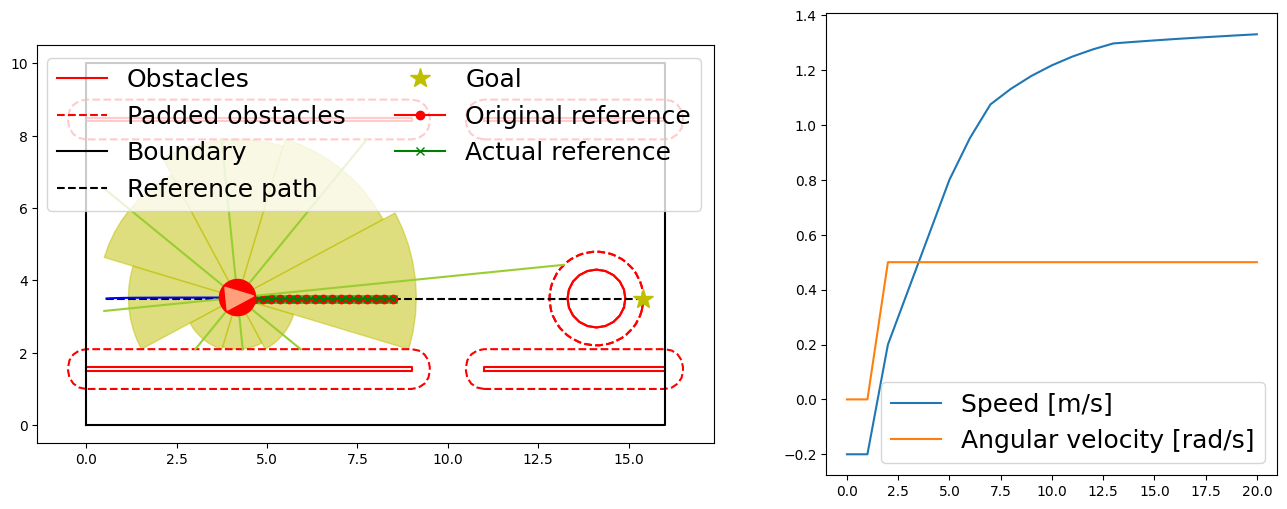 Obstacles
Padded obstacles
Boundary
Reference path
Goal
Original reference
Actual reference
10
8
6
4
2
0
0.0 2.5 5.0 7.5 10.0 12.5 15.0
1.4
1.2
1.0
0.8
0.6
0.4
0.2
0.0
−0.2
Speed [m/s]
Angular velocity [rad/s]
0.0 2.5 5.0 7.5 10.0 12.5 15.0 17.5 20.0